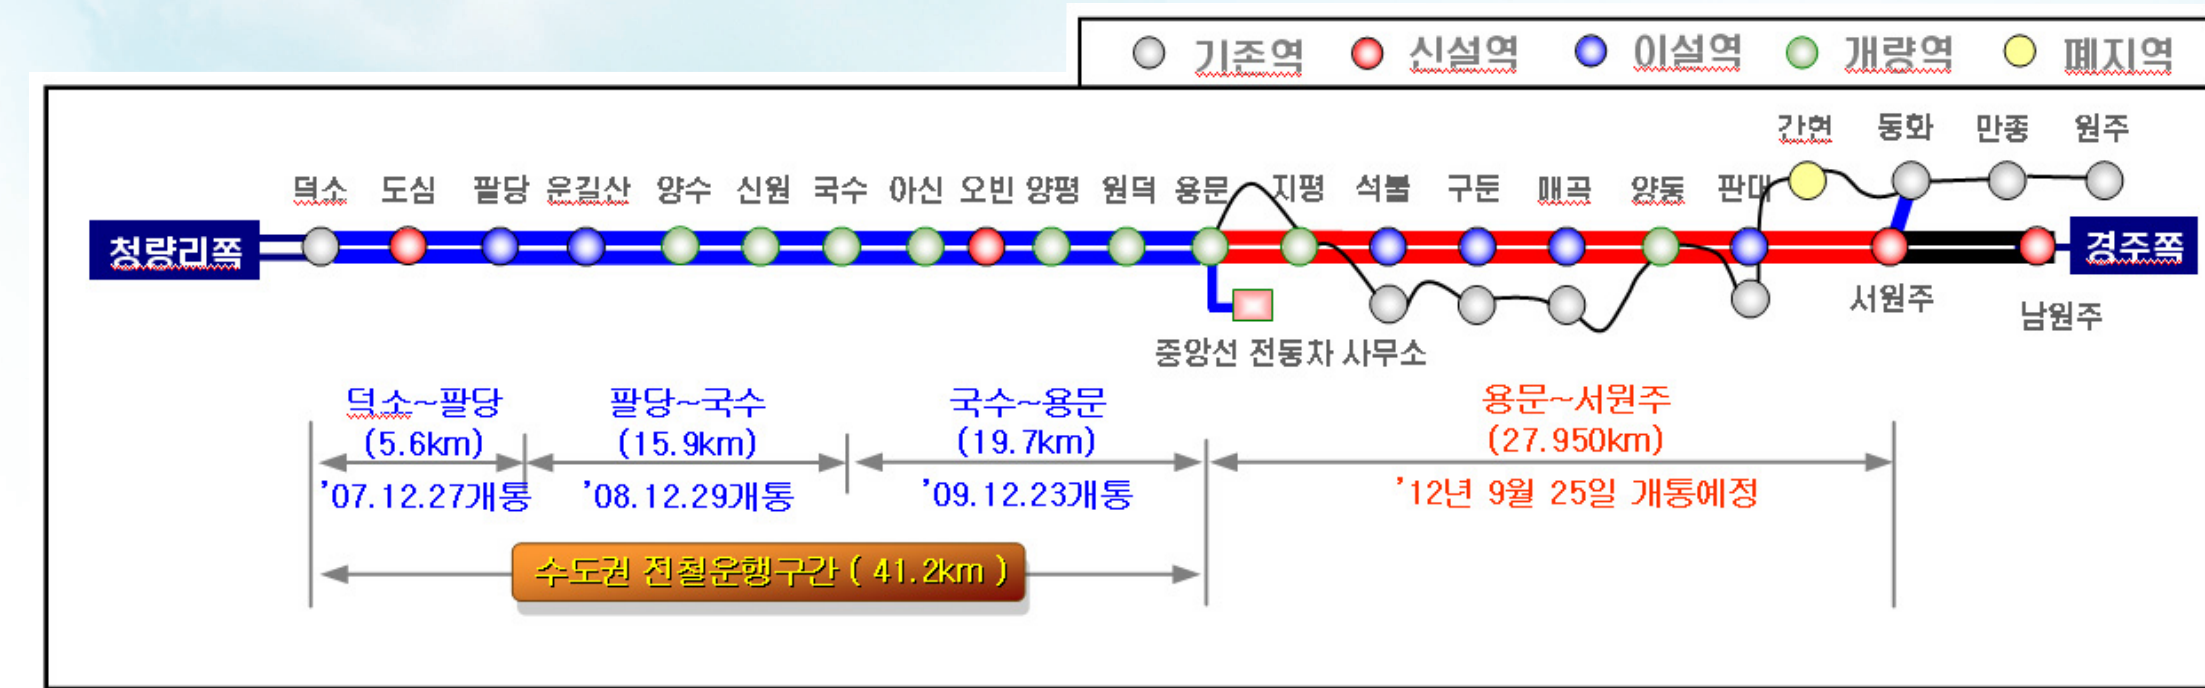 기존역 신설역 이설역 개량역 폐지역
간현 동화 만종 원주
덕소 도심 팔당 운길산 양수 신원 국수 아신 오빈 양평 원덕 용문 지평 석불 구둔 매곡 양동 판대
청량리쪽
경주쪽
서원주
남원주
중앙선 전동차 사무소
덕소~팔당
(5.6km)
'07.12.27개통
팔당~국수
(15.9km)
'08.12.29개통
국수~용문
(19.7km)
'09.12.23개통
용문~서원주
(27.950km)
'12년 9월 25일 개통예정
수도권 전철운행구간 ( 41.2km )